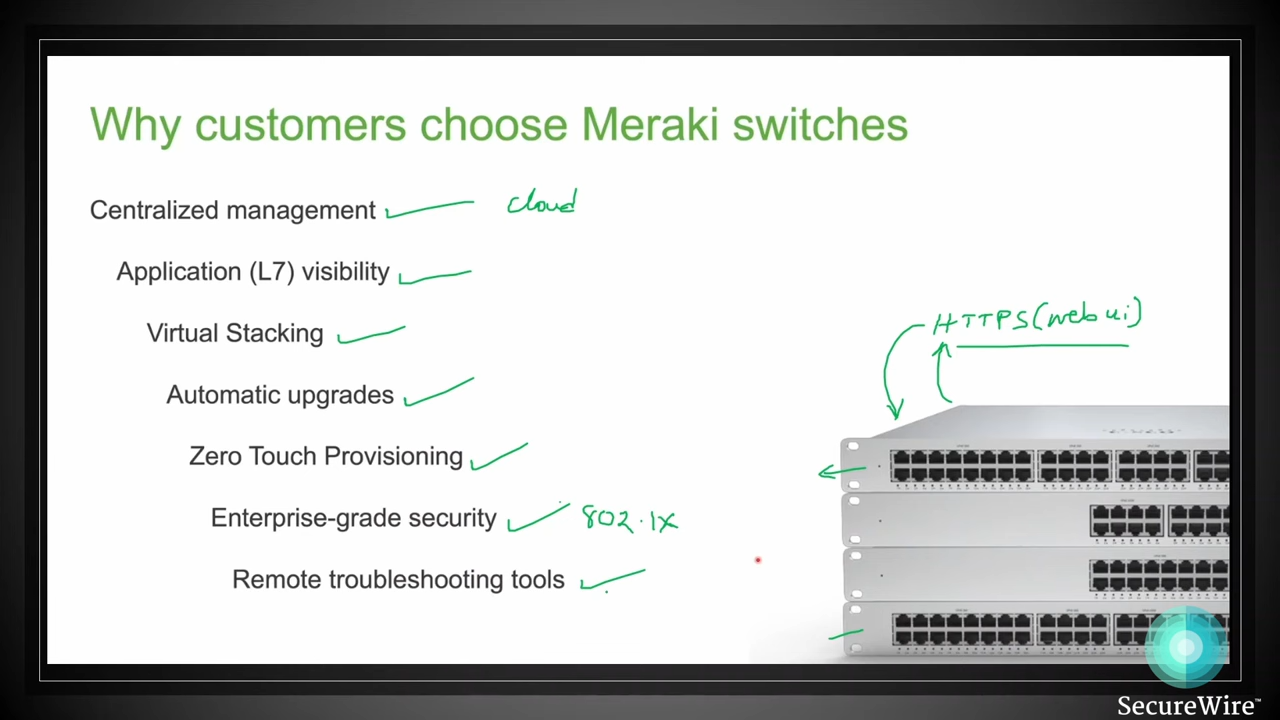 Why customers choose Meraki switches
Centralized management cloud
Application (L7) visibility
Virtual Stacking
Automatic upgrades
Zero Touch Provisioning
Enterprise-grade security 802.1X
Remote troubleshooting tools
HTTPS(web ui)
SecureWire™